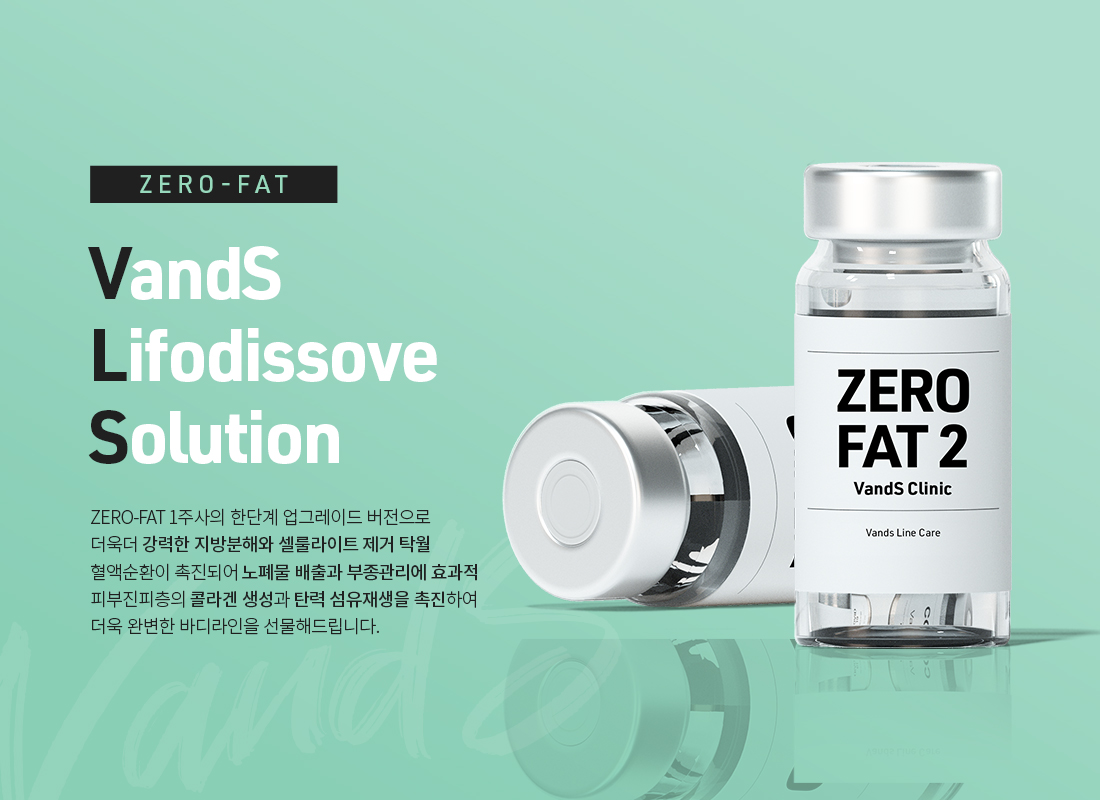 ZERO-FAT
VandS
Lifodissove
Solution
ZERO-FAT 1주사의 한단계 업그레이드 버전으로
더욱더 강력한 지방분해와 셀룰라이트 제거 탁월
혈액순환이 촉진되어 노폐물 배출과 부종관리에 효과적
피부진피층의 콜라겐 생성과 탄력 섬유재생을 촉진하여
더욱 완변한 바디라인을 선물해드립니다.
ZERO
FAT 2
VandS Clinic
Vands Line Care
VandS